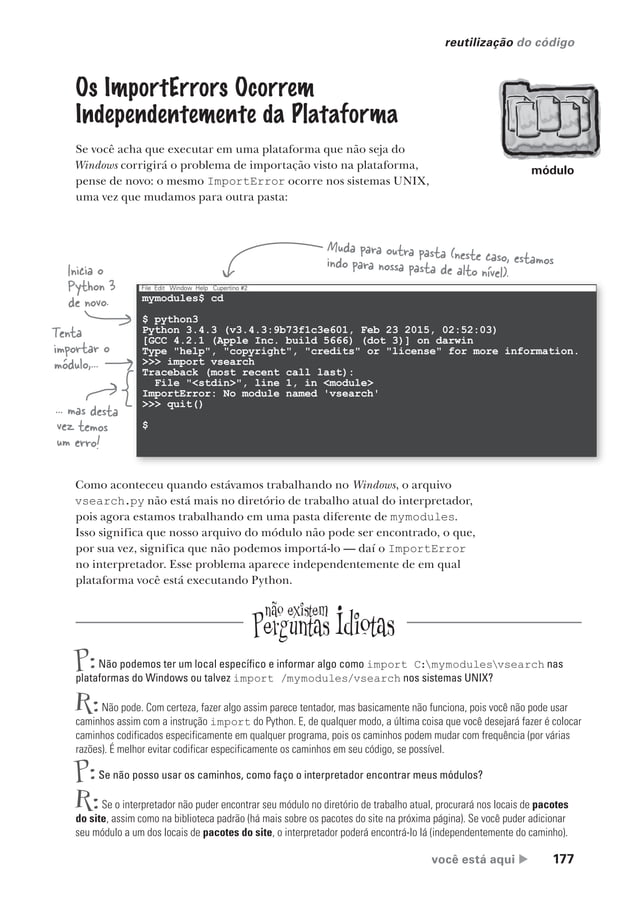 reutilização do código
Os ImportErrors Ocorrem
Independentemente da Plataforma
Se você acha que executar em uma plataforma que não seja do
Windows corrigirá o problema de importação visto na plataforma,
pense de novo: o mesmo ImportError ocorre nos sistemas UNIX,
uma vez que mudamos para outra pasta:
módulo
Muda para outra pasta (neste caso, estamos
indo para nossa pasta de alto nível).
Inicia o
Python 3
de novo.
Tenta
importar o
módulo,...
... mas desta
vez temos
um erro!
File Edit Window Help Cupertino #2
mymodules$ cd
$ python3
Python 3.4.3 (v3.4.3:9b73f1c3e601, Feb 23 2015, 02:52:03)
[GCC 4.2.1 (Apple Inc. build 5666) (dot 3)] on darwin
Type "help", "copyright", "credits" or "license" for more information.
>>> import vsearch
Traceback (most recent call last):
  File "<stdin>", line 1, in <module>
ImportError: No module named 'vsearch'
>>> quit()
$
Como aconteceu quando estávamos trabalhando no Windows, o arquivo
vsearch.py não está mais no diretório de trabalho atual do interpretador,
pois agora estamos trabalhando em uma pasta diferente de mymodules.
Isso significa que nosso arquivo do módulo não pode ser encontrado, o que,
por sua vez, significa que não podemos importá-lo — daí o ImportError
no interpretador. Esse problema aparece independentemente de em qual
plataforma você está executando Python.
não existem
Perguntas Idiotas
P: Não podemos ter um local específico e informar algo como import C:\mymodules\vsearch nas
plataformas do Windows ou talvez import /mymodules/vsearch nos sistemas UNIX?
R: Não pode. Com certeza, fazer algo assim parece tentador, mas basicamente não funciona, pois você não pode usar
caminhos assim com a instrução import do Python. E, de qualquer modo, a última coisa que você desejará fazer é colocar
caminhos codificados especificamente em qualquer programa, pois os caminhos podem mudar com frequência (por várias
razões). É melhor evitar codificar especificamente os caminhos em seu código, se possível.
P: Se não posso usar os caminhos, como faço o interpretador encontrar meus módulos?
R: Se o interpretador não puder encontrar seu módulo no diretório de trabalho atual, procurará nos locais de pacotes
do site, assim como na biblioteca padrão (há mais sobre os pacotes do site na próxima página). Se você puder adicionar
seu módulo a um dos locais de pacotes do site, o interpretador poderá encontrá-lo lá (independentemente do caminho).
você está aqui ▶ 177